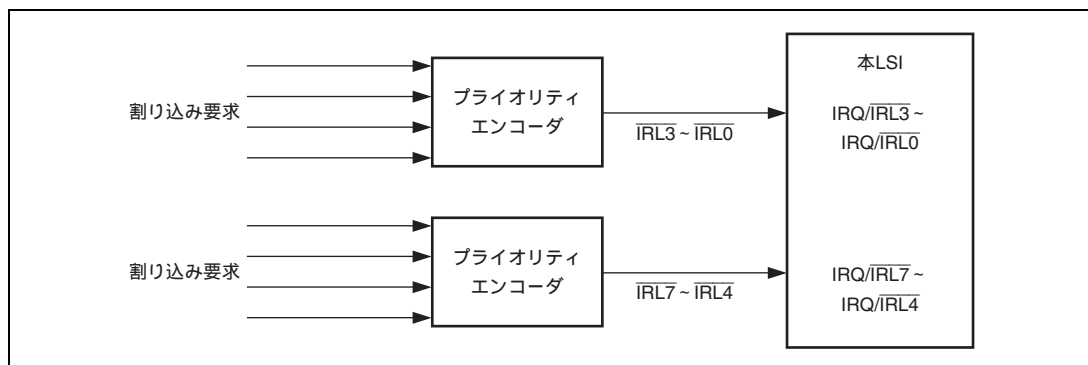 本LSI
割り込み要求
プライオリティ
エンコーダ
IRL3 ~ IRL0
IRQ/IRL3 ~
IRQ/IRL0
割り込み要求
プライオリティ
エンコーダ
IRL7 ~ IRL4
IRQ/IRL7 ~
IRQ/IRL4